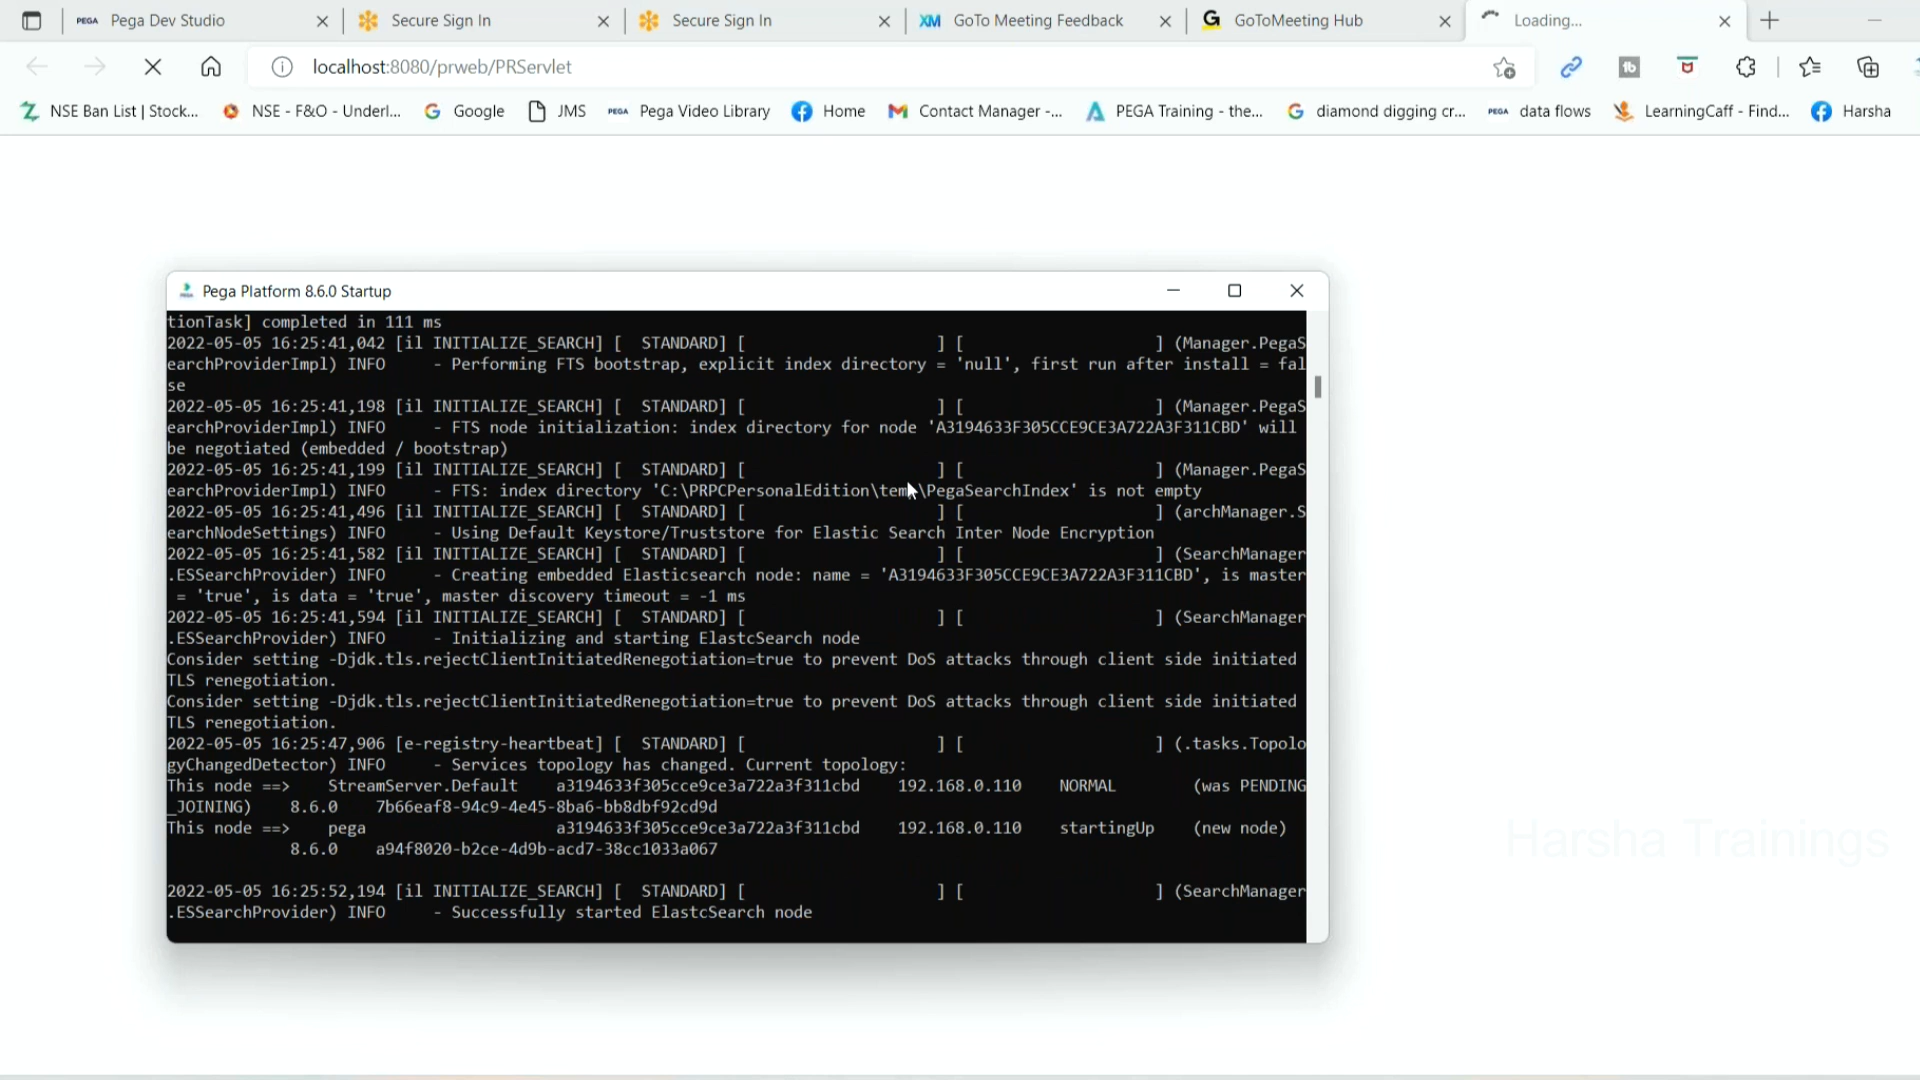 PEGA Pega Dev Studio Secure Sign In Secure Sign In XM GoTo Meeting Feedback G GoToMeeting Hub Loading...
localhost:8080/prweb/PRServlet
NSE Ban List | Stock... NSE - F&O - Underl... Google JMS PEGA Pega Video Library Home Contact Manager -... PEGA Training - the... diamond digging cr... PEGA data flows LearningCaff - Find... Harsha
Pega Platform 8.6.0 Startup
tionTask] completed in 111 ms
2022-05-05 16:25:41,042 [il INITIALIZE_SEARCH] [  STANDARD] [                    ] [                    ] (Manager.PegaS
earchProviderImpl) INFO     - Performing FTS bootstrap, explicit index directory = 'null', first run after install = fal
se
2022-05-05 16:25:41,198 [il INITIALIZE_SEARCH] [  STANDARD] [                    ] [                    ] (Manager.PegaS
earchProviderImpl) INFO     - FTS node initialization: index directory for node 'A3194633F305CCE9CE3A722A3F311CBD' will
be negotiated (embedded / bootstrap)
2022-05-05 16:25:41,199 [il INITIALIZE_SEARCH] [  STANDARD] [                    ] [                    ] (Manager.PegaS
earchProviderImpl) INFO     - FTS: index directory 'C:\PRPCPersonalEdition\temp\PegaSearchIndex' is not empty
2022-05-05 16:25:41,496 [il INITIALIZE_SEARCH] [  STANDARD] [                    ] [                    ] (archManager.S
earchNodeSettings) INFO     - Using Default Keystore/Truststore for Elastic Search Inter Node Encryption
2022-05-05 16:25:41,582 [il INITIALIZE_SEARCH] [  STANDARD] [                    ] [                    ] (SearchManager
.ESSearchProvider) INFO     - Creating embedded Elasticsearch node: name = 'A3194633F305CCE9CE3A722A3F311CBD', is master
 = 'true', is data = 'true', master discovery timeout = -1 ms
2022-05-05 16:25:41,594 [il INITIALIZE_SEARCH] [  STANDARD] [                    ] [                    ] (SearchManager
.ESSearchProvider) INFO     - Initializing and starting ElastcSearch node
Consider setting -Djdk.tls.rejectClientInitiatedRenegotiation=true to prevent DoS attacks through client side initiated
TLS renegotiation.
Consider setting -Djdk.tls.rejectClientInitiatedRenegotiation=true to prevent DoS attacks through client side initiated
TLS renegotiation.
2022-05-05 16:25:47,906 [e-registry-heartbeat] [  STANDARD] [                    ] [                    ] (.tasks.Topolo
gyChangedDetector) INFO     - Services topology has changed. Current topology:
This node ==>    StreamServer.Default    a3194633f305cce9ce3a722a3f311cbd    192.168.0.110    NORMAL        (was PENDING
_JOINING)    8.6.0    7b66eaf8-94c9-4e45-8ba6-bb8dbf92cd9d
This node ==>    pega                    a3194633f305cce9ce3a722a3f311cbd    192.168.0.110    startingUp    (new node)
             8.6.0    a94f8020-b2ce-4d9b-acd7-38cc1033a067
2022-05-05 16:25:52,194 [il INITIALIZE_SEARCH] [  STANDARD] [                    ] [                    ] (SearchManager
.ESSearchProvider) INFO     - Successfully started ElastcSearch node
Harsha Trainings